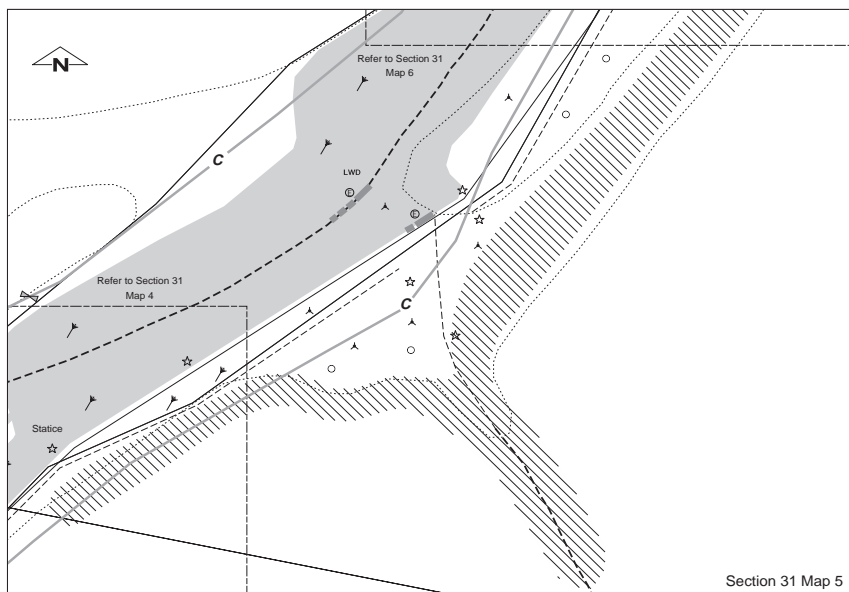 N
Refer to Section 31
Map 6
C
LWD
E
E
Refer to Section 31
Map 4
C
Statice
Section 31 Map 5